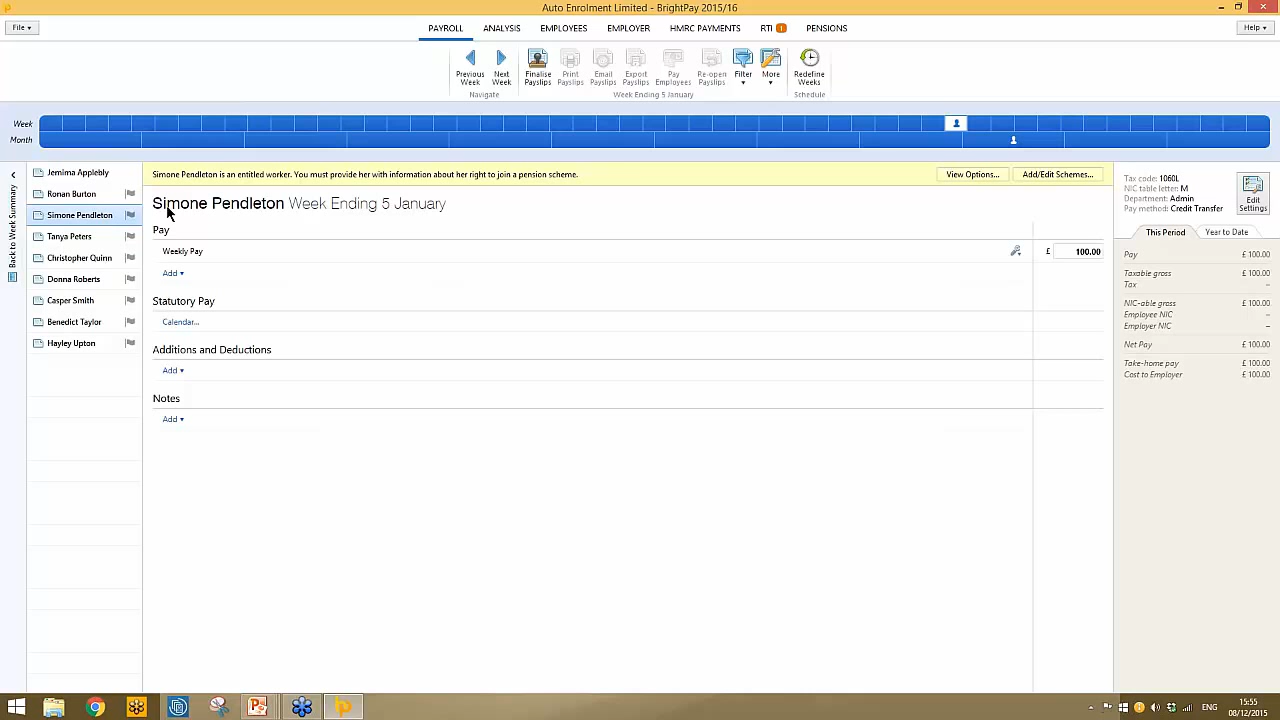 Auto Enrolment Limited - BrightPay 2015/16
File
PAYROLL ANALYSIS EMPLOYEES EMPLOYER HMRC PAYMENTS RTI 1 PENSIONS
Help
Previous Week
Next Week
Navigate
Finalise Payslips
Print Payslips
Email Payslips
Export Payslips
Pay Employees
Re-open Payslips
Filter
More
Week Ending 5 January
Redefine Weeks
Schedule
Week
Month
Back to Week Summary
Jemima Applebly
Ronan Burton
Simone Pendleton
Tanya Peters
Christopher Quinn
Donna Roberts
Casper Smith
Benedict Taylor
Hayley Upton
Simone Pendleton is an entitled worker. You must provide her with information about her right to join a pension scheme.
View Options...
Add/Edit Schemes...
Simone Pendleton Week Ending 5 January
Pay
Weekly Pay £ 100.00
Add
Statutory Pay
Calendar...
Additions and Deductions
Add
Notes
Add
Tax code: 1060L
NIC table letter: M
Department: Admin
Pay method: Credit Transfer
Edit Settings
This Period
Year to Date
Pay £ 100.00
Taxable gross £ 100.00
Tax –
NIC-able gross £ 100.00
Employee NIC –
Employer NIC –
Net Pay £ 100.00
Take-home pay £ 100.00
Cost to Employer £ 100.00
ENG
15:55
08/12/2015